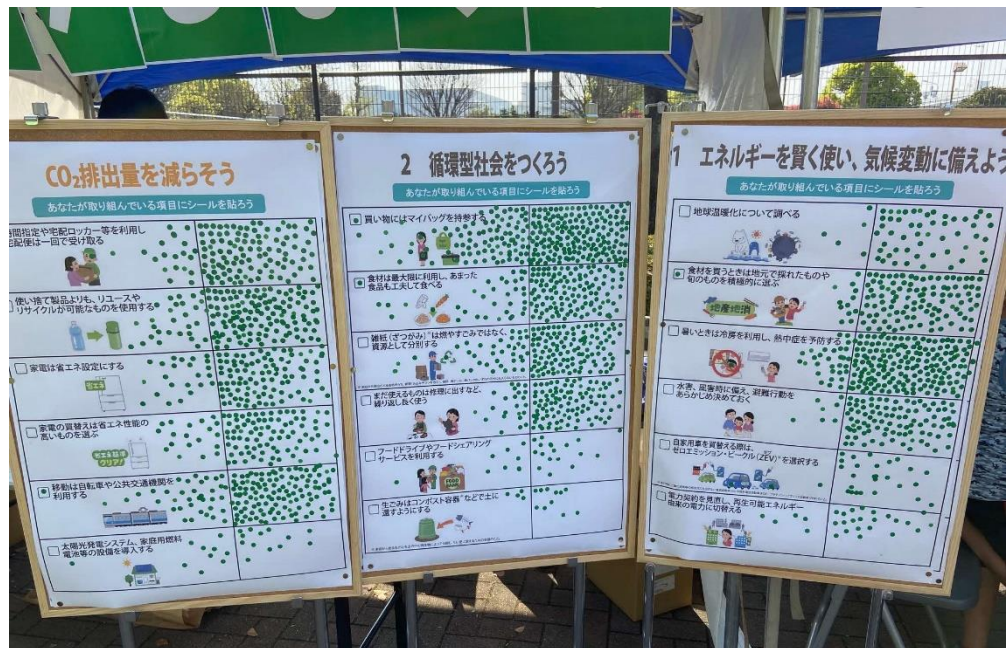 CO₂排出量を減らそう
あなたが取り組んでいる項目にシールを貼ろう
間指定や宅配ロッカー等を利用し
宅配便は一回で受け取る
使い捨て製品よりも、リユースや
リサイクルが可能なものを使用する
家電は省エネ設定にする
省エネ
家電の買替えは省エネ性能の
高いものを選ぶ
省エネ基準
クリア!
移動は自転車や公共交通機関を
利用する
太陽光発電システム、家庭用燃料
電池等の設備を導入する
2 循環型社会をつくろう
あなたが取り組んでいる項目にシールを貼ろう
買い物にはマイバッグを持参する
食材は最大限に利用し、あまった
食品も工夫して食べる
雑紙(ざつがみ)*は燃やすごみではなく、
資源として分別する
まだ使えるものは修理に出すなど、
繰り返し長く使う
フードドライブやフードシェアリング
サービスを利用する
生ごみはコンポスト容器*などで土に
還すようにする
1 エネルギーを賢く使い、気候変動に備えよう
あなたが取り組んでいる項目にシールを貼ろう
地球温暖化について調べる
食材を買うときは地元で採れたものや
旬のものを積極的に選ぶ
地産地消
暑いときは冷房を利用し、熱中症を予防する
水害、風害時に備え、避難行動を
あらかじめ決めておく
自家用車を買替える際は、
ゼロエミッション・ビークル(ZEV)*を選択する
電力契約を見直し、再生可能エネルギー
由来の電力に切替える